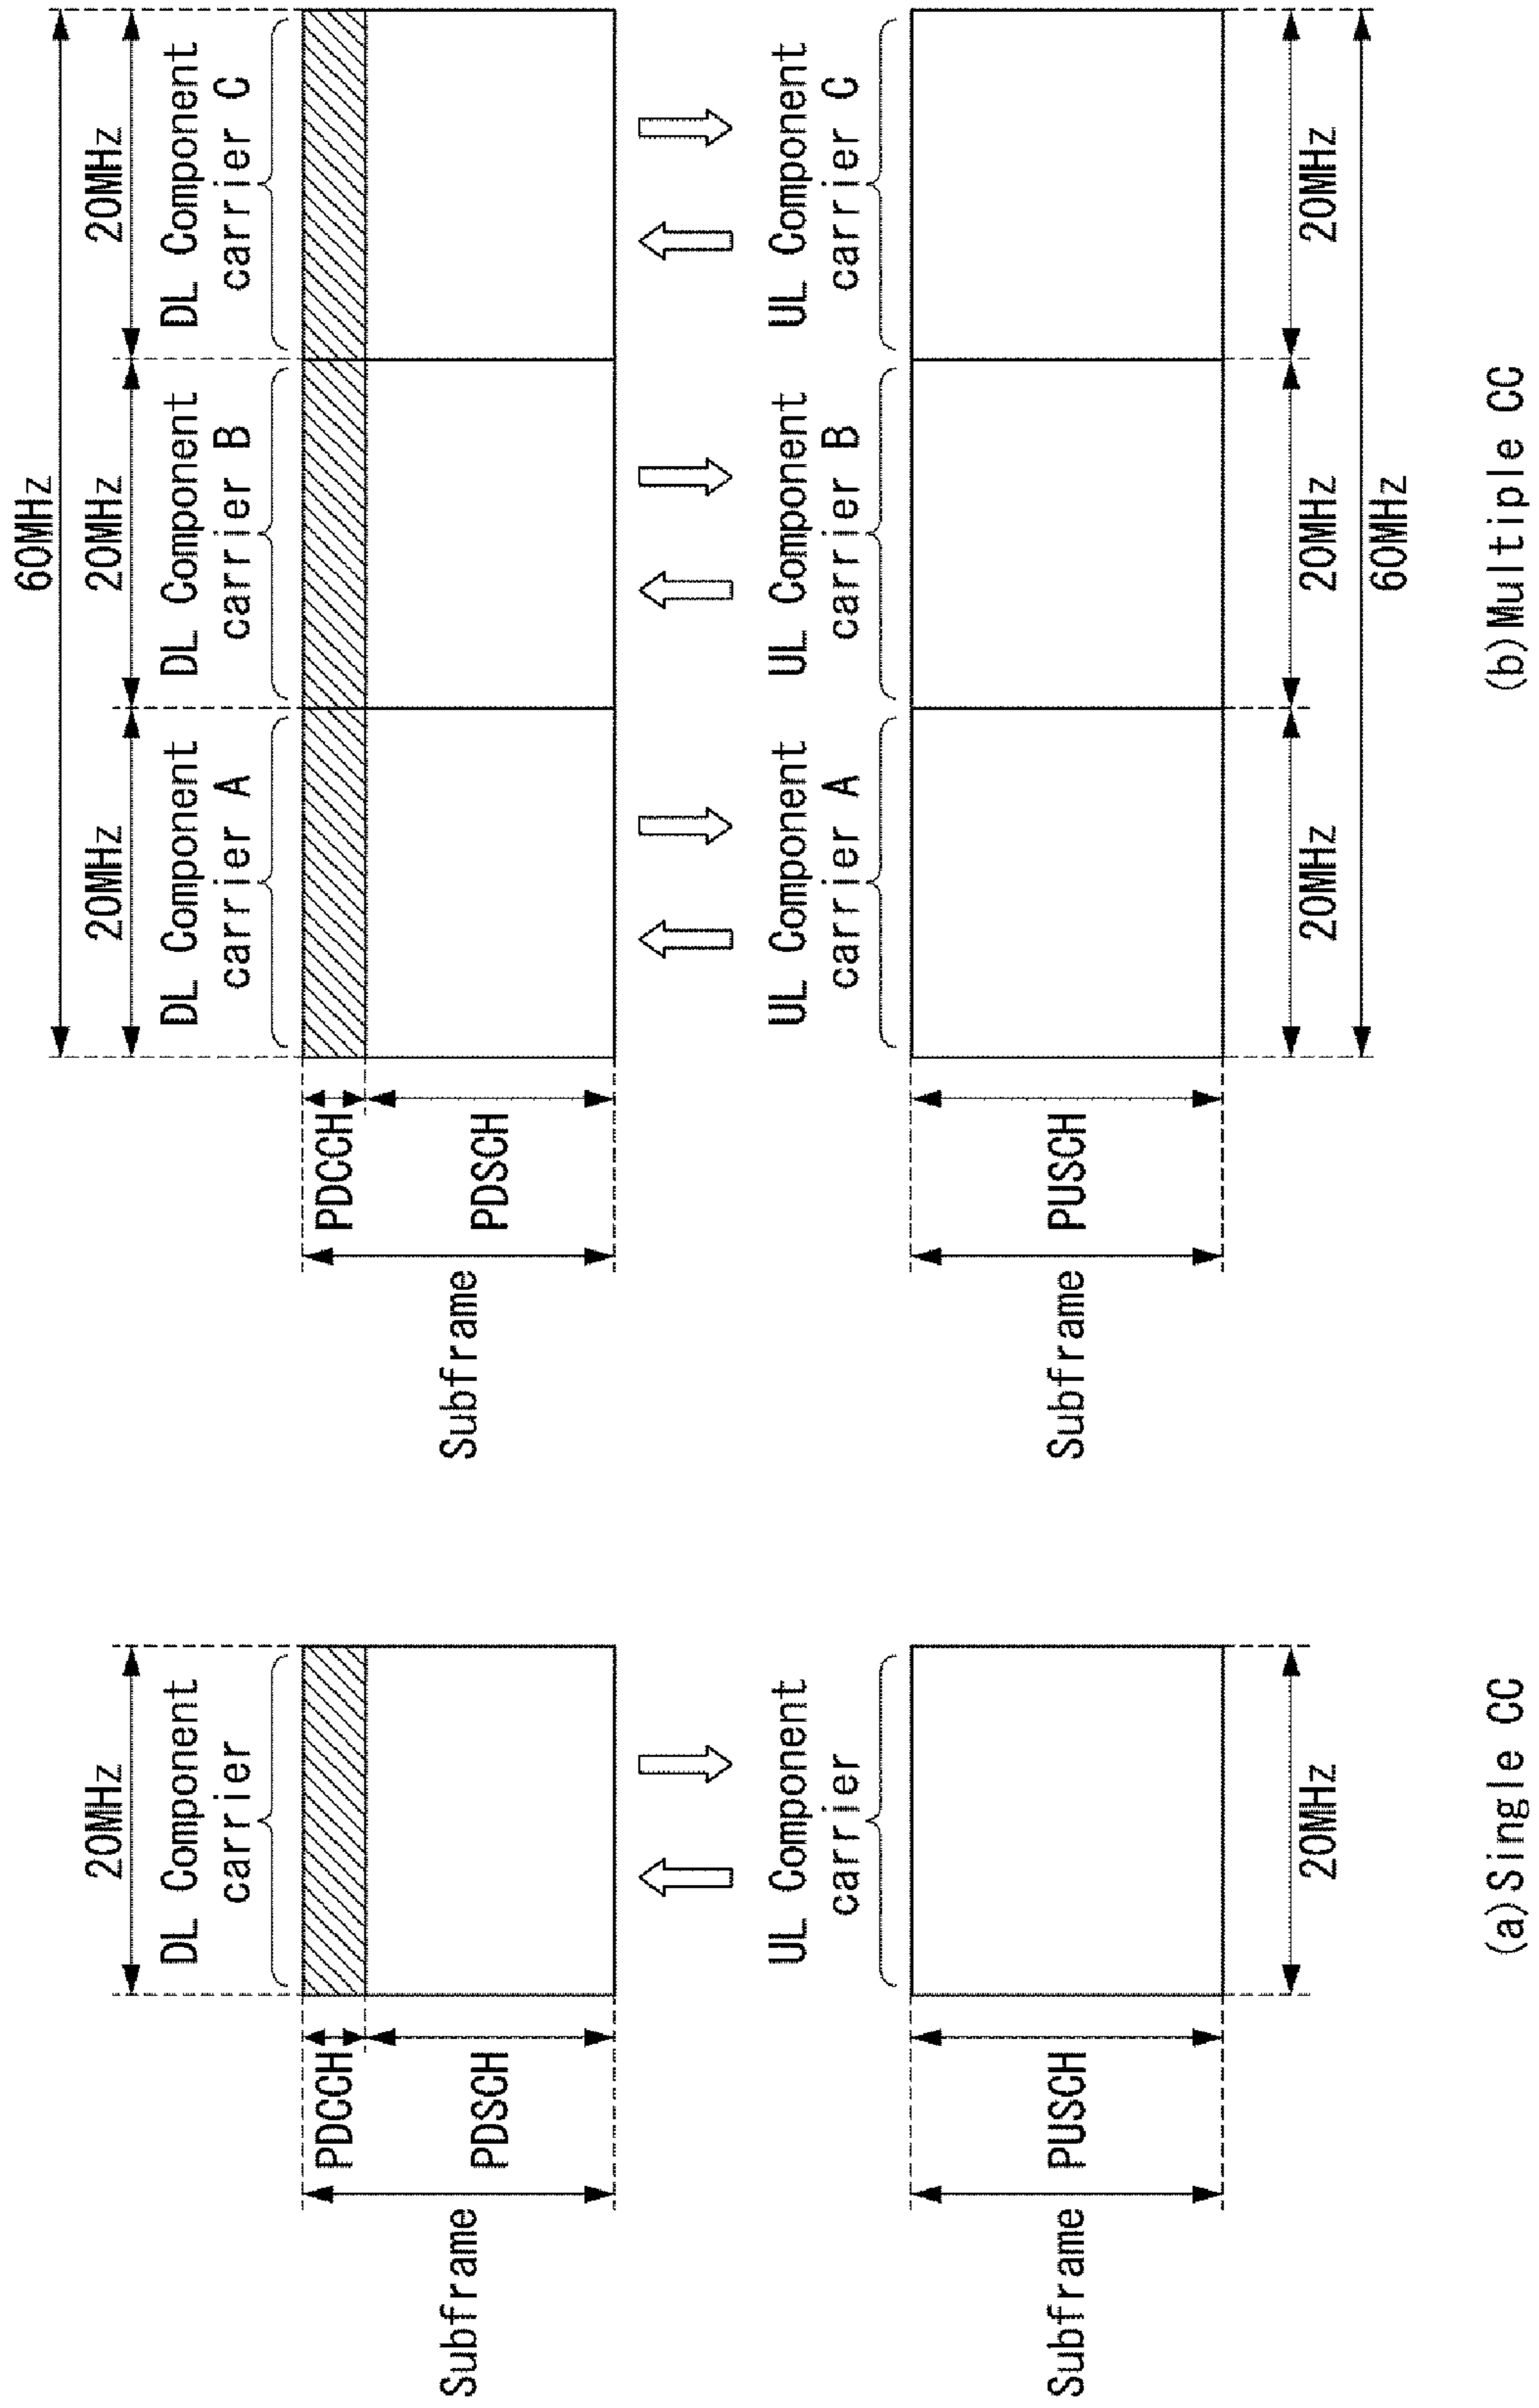 20MHz
DL Component
carrier
PDCCH
PDSCH
Subframe
UL Component
carrier
PUSCH
Subframe
20MHz
(a)Single CC
60MHz
20MHz
20MHz
20MHz
DL Component
carrier A
DL Component
carrier B
DL Component
carrier C
PDCCH
PDSCH
Subframe
UL Component
carrier A
UL Component
carrier B
UL Component
carrier C
PUSCH
Subframe
20MHz
20MHz
20MHz
60MHz
(b)Multiple CC